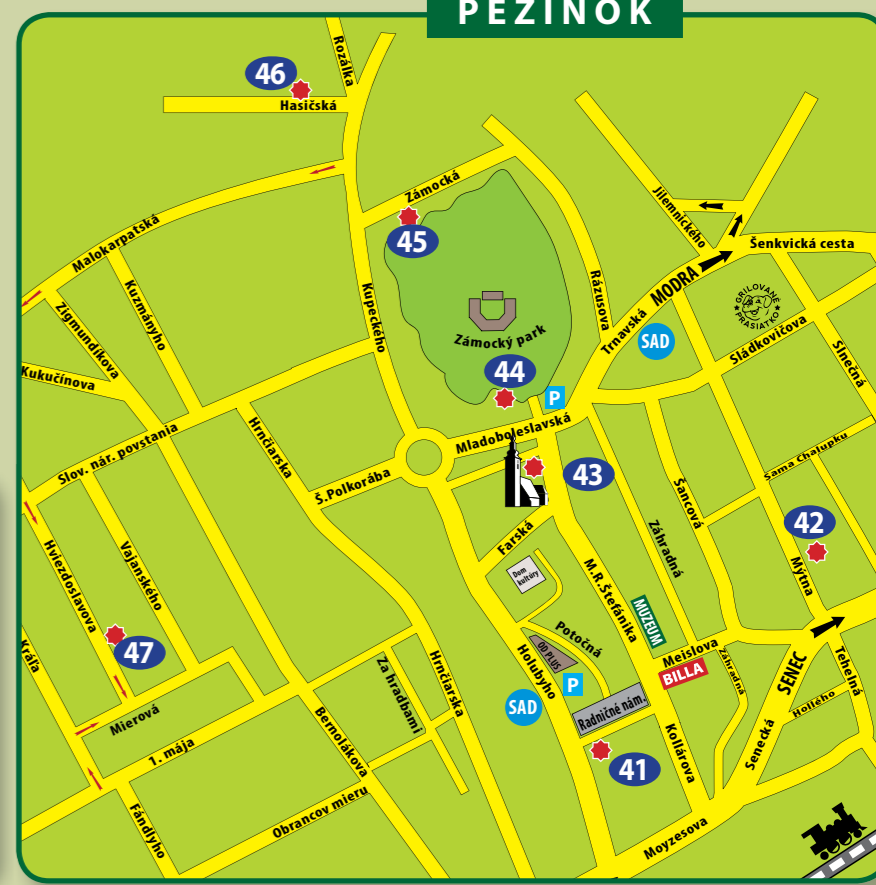 PEZINOK
Rozálka
46
Hasičská
Zámocká
45
Malokarpatská
Jilemnického
Šenkvická cesta
MODRA
Trnavská
Rázusova
GRILOVANÉ PRASIATKO
SAD
Sládkovičova
Slnečná
Kuzmányho
Zigmundíkova
Kukučínova
Kupeckého
Zámocký park
44
P
Mladoboleslavská
Slov. nár. povstania
Hrnčiarska
Š.Polkorába
43
Sama Chalupku
Šancová
42
Mýtna
Farská
Záhradná
Dom kultúry
M.R.Štefánika
Hviezdoslavova
Vajanského
47
Kráľa
Mierová
1. mája
Za hradbami
Hrnčiarska
Holubyho
Potočná
OD PLUS
P
MUZEUM
Meislova
BILLA
Záhradná
SENEC
Tehelná
Hollého
Senecká
SAD
Radničné nám.
41
Kollárova
Bernolákova
Obrancov mieru
Fándlyho
Moyzesova